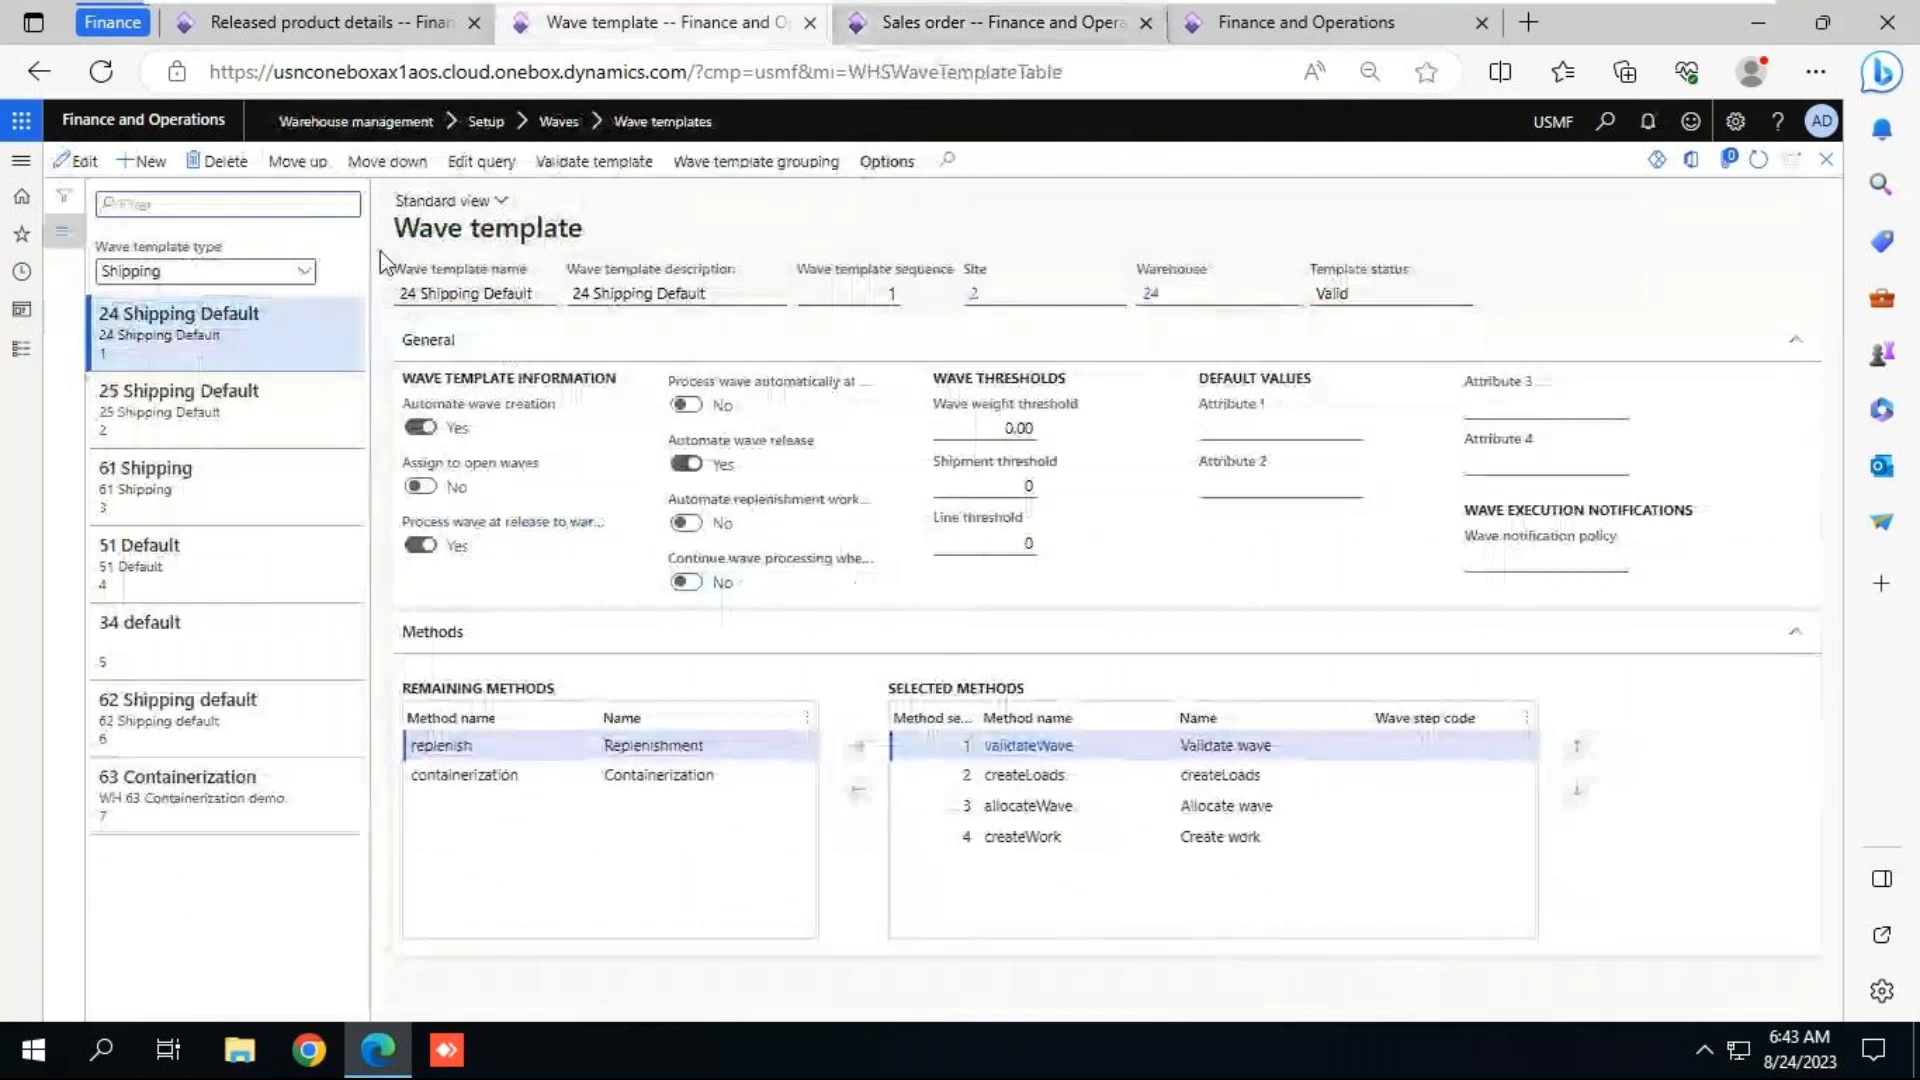 Finance
Released product details -- Finan
Wave template -- Finance and O
Sales order -- Finance and Opera
Finance and Operations
https://usnconeboxax1aos.cloud.onebox.dynamics.com/?cmp=usmf&mi=WHSWaveTemplateTable
Finance and Operations
Warehouse management > Setup > Waves > Wave templates
USMF
AD
Edit
New
Delete
Move up
Move down
Edit query
Validate template
Wave template grouping
Options
0
Filter
Wave template type
Shipping
24 Shipping Default
24 Shipping Default
1
25 Shipping Default
25 Shipping Default
2
61 Shipping
61 Shipping
3
51 Default
51 Default
4
34 default
5
62 Shipping default
62 Shipping default
6
63 Containerization
WH 63 Containerization demo
7
Standard view
Wave template
Wave template name
Wave template description
Wave template sequence
Site
Warehouse
Template status
24 Shipping Default
24 Shipping Default
1
2
24
Valid
General
WAVE TEMPLATE INFORMATION
Automate wave creation
Yes
Assign to open waves
No
Process wave at release to war...
Yes
Process wave automatically at ...
No
Automate wave release
Yes
Automate replenishment work...
No
Continue wave processing whe...
No
WAVE THRESHOLDS
Wave weight threshold
0.00
Shipment threshold
0
Line threshold
0
DEFAULT VALUES
Attribute 1
Attribute 2
Attribute 3
Attribute 4
WAVE EXECUTION NOTIFICATIONS
Wave notification policy
Methods
REMAINING METHODS
Method name Name
replenish Replenishment
containerization Containerization
SELECTED METHODS
Method se... Method name Name Wave step code
1 validateWave Validate wave
2 createLoads createLoads
3 allocateWave Allocate wave
4 createWork Create work
6:43 AM
8/24/2023